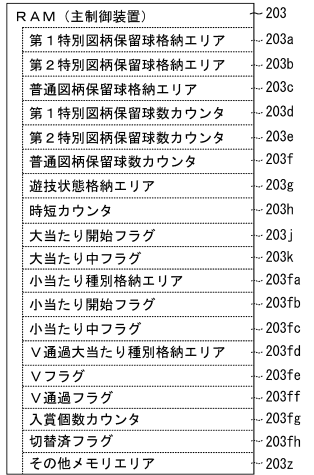 RAM（主制御装置） 203
第1特別図柄保留球格納エリア 203a
第2特別図柄保留球格納エリア 203b
普通図柄保留球格納エリア 203c
第1特別図柄保留球数カウンタ 203d
第2特別図柄保留球数カウンタ 203e
普通図柄保留球数カウンタ 203f
遊技状態格納エリア 203g
時短カウンタ 203h
大当たり開始フラグ 203j
大当たり中フラグ 203k
小当たり種別格納エリア 203fa
小当たり開始フラグ 203fb
小当たり中フラグ 203fc
V通過大当たり種別格納エリア 203fd
Vフラグ 203fe
V通過フラグ 203ff
入賞個数カウンタ 203fg
切替済フラグ 203fh
その他メモリエリア 203z